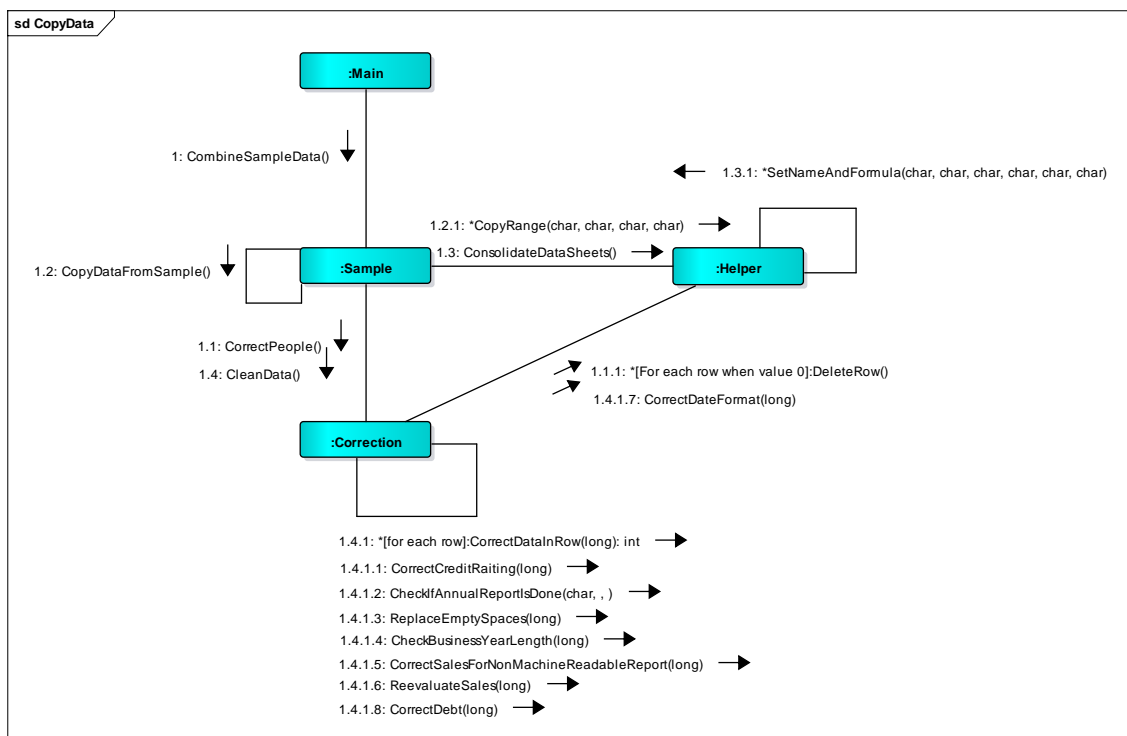 sd CopyData
:Main
1: CombineSampleData()
1.3.1: *SetNameAndFormula(char, char, char, char, char, char)
1.2.1: *CopyRange(char, char, char, char)
1.3: ConsolidateDataSheets()
1.2: CopyDataFromSample()
:Sample
:Helper
1.1: CorrectPeople()
1.4: CleanData()
1.1.1: *[For each row when value 0]:DeleteRow()
1.4.1.7: CorrectDateFormat(long)
:Correction
1.4.1: *[for each row]:CorrectDataInRow(long): int
1.4.1.1: CorrectCreditRaiting(long)
1.4.1.2: CheckIfAnnualReportIsDone(char, , )
1.4.1.3: ReplaceEmptySpaces(long)
1.4.1.4: CheckBusinessYearLength(long)
1.4.1.5: CorrectSalesForNonMachineReadableReport(long)
1.4.1.6: ReevaluateSales(long)
1.4.1.8: CorrectDebt(long)